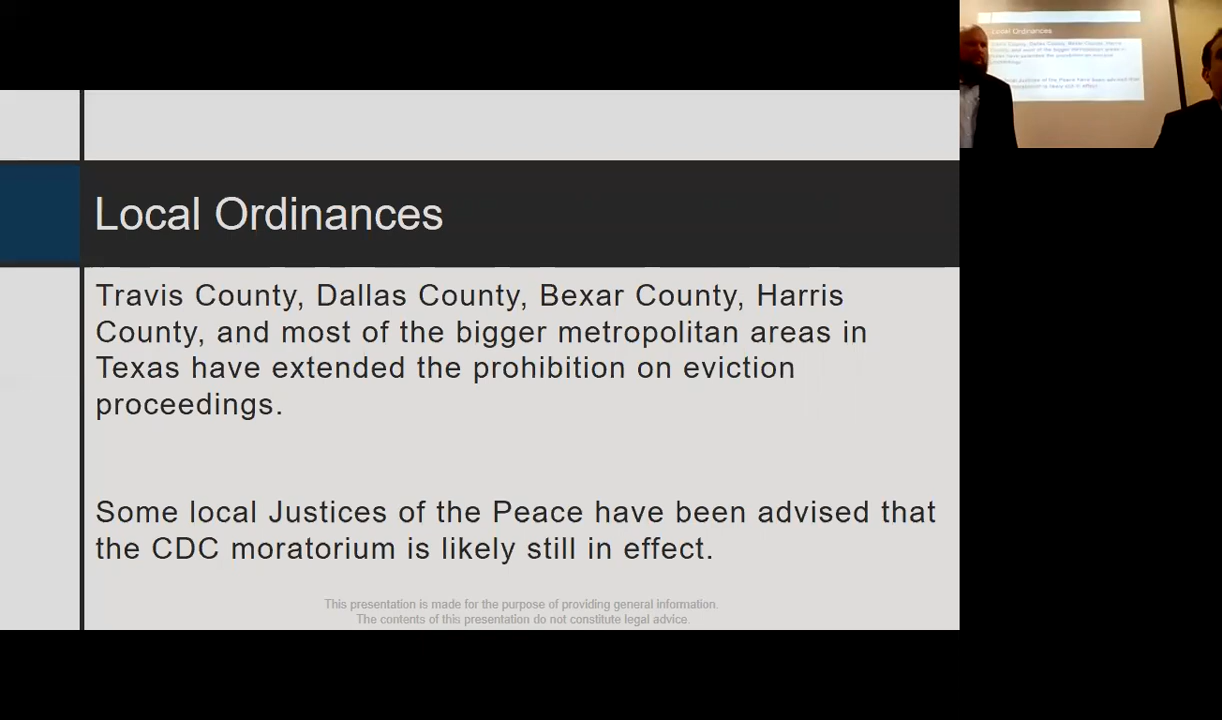 Local Ordinances
Travis County, Dallas County, Bexar County, Harris
County, and most of the bigger metropolitan areas in
Texas have extended the prohibition on eviction
proceedings.
Some local Justices of the Peace have been advised that
the CDC moratorium is likely still in effect.
This presentation is made for the purpose of providing general information.
The contents of this presentation do not constitute legal advice.
Local Ordinances